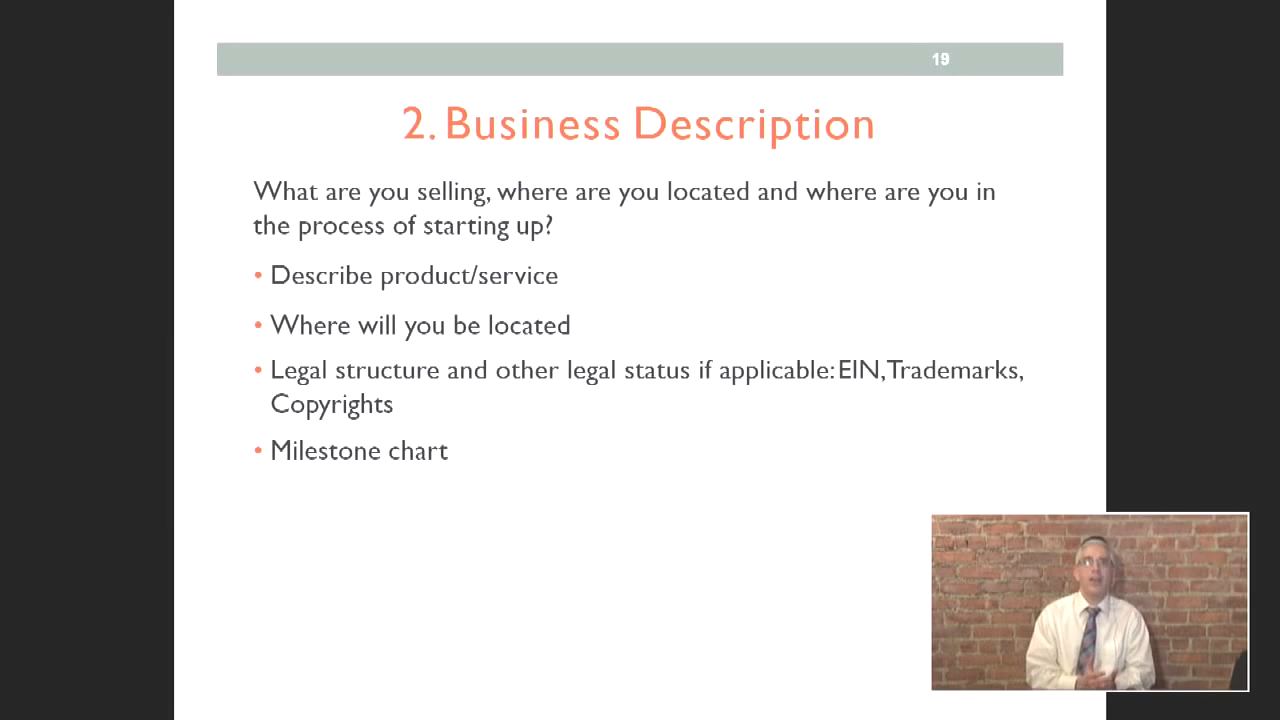 19
2. Business Description
What are you selling, where are you located and where are you in
the process of starting up?
• Describe product/service
• Where will you be located
• Legal structure and other legal status if applicable: EIN, Trademarks,
Copyrights
• Milestone chart